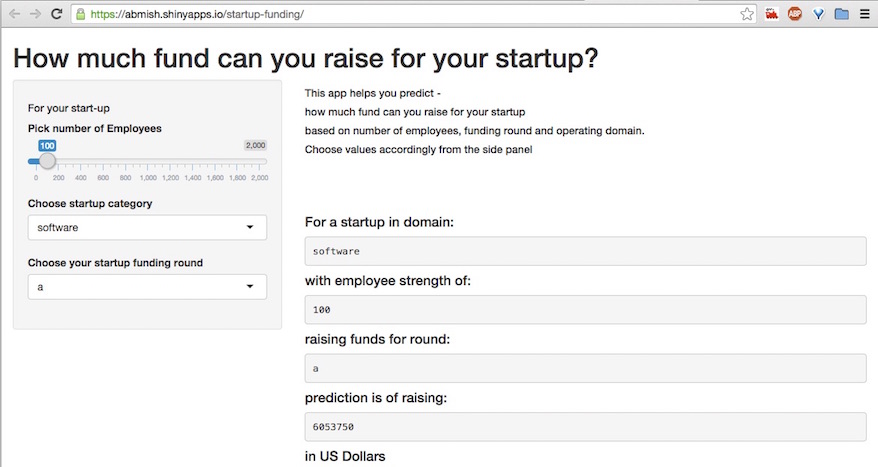 https://abmish.shinyapps.io/startup-funding/
ABP
How much fund can you raise for your startup?
For your start-up
Pick number of Employees
100 2,000
0 200 400 600 800 1,000 1,200 1,400 1,600 1,800 2,000
Choose startup category
software
Choose your startup funding round
a
This app helps you predict -
how much fund can you raise for your startup
based on number of employees, funding round and operating domain.
Choose values accordingly from the side panel
For a startup in domain:
software
with employee strength of:
100
raising funds for round:
a
prediction is of raising:
6053750
in US Dollars